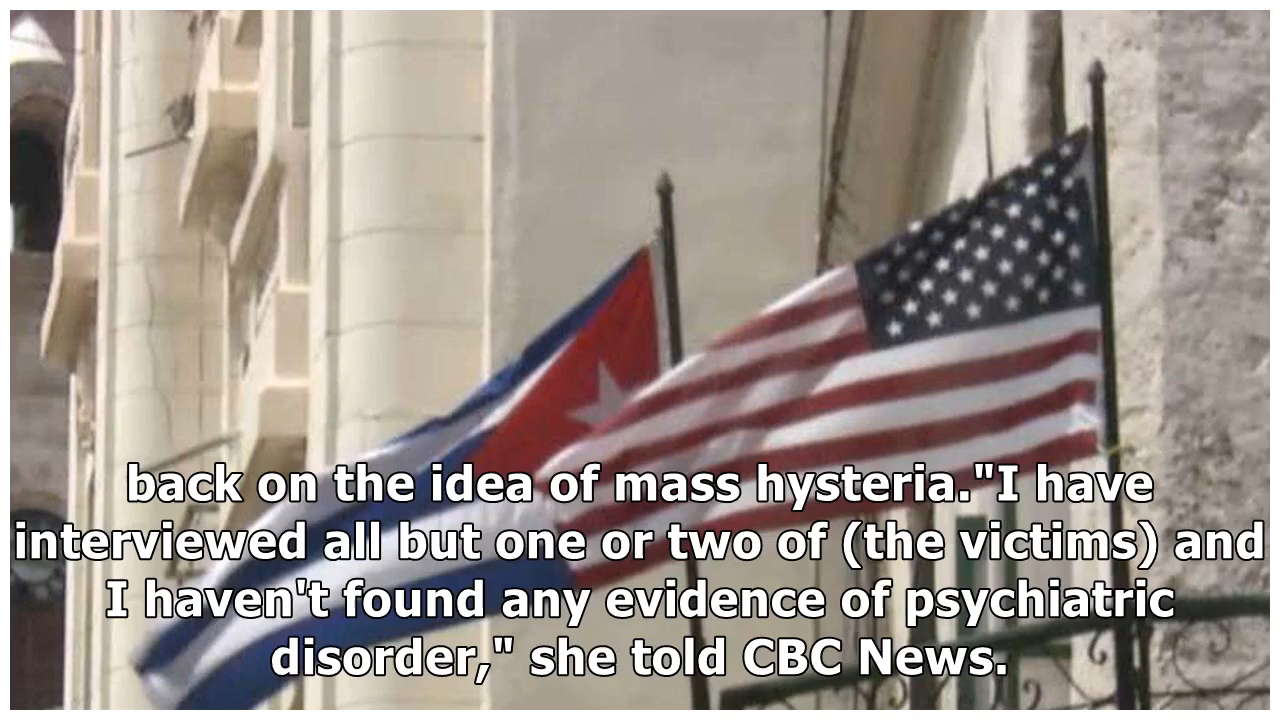 back on the idea of mass hysteria."I have
interviewed all but one or two of (the victims) and
I haven't found any evidence of psychiatric
disorder," she told CBC News.